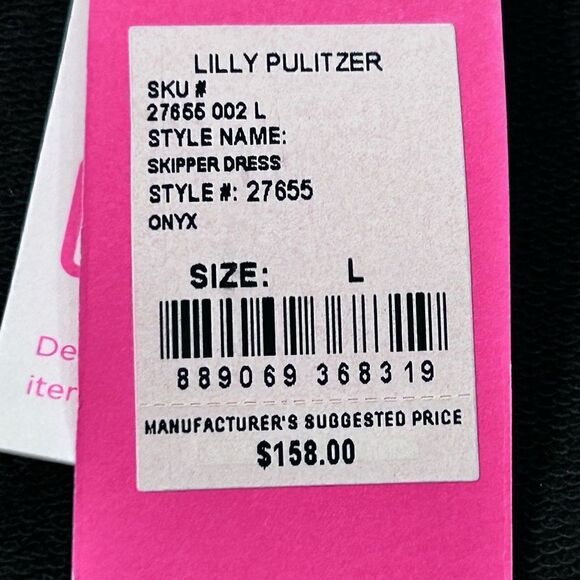 LILLY PULITZER
SKU #
27655 002 L
STYLE NAME:
SKIPPER DRESS
STYLE #: 27655
ONYX
SIZE: L
889069 368319
MANUFACTURER'S SUGGESTED PRICE
$158.00